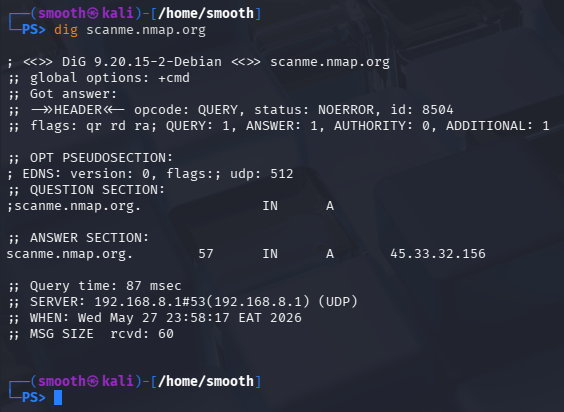 ┌──(smooth㉿kali)-[/home/smooth]
└─PS> dig scanme.nmap.org

; <<>> DiG 9.20.15-2-Debian <<>> scanme.nmap.org
;; global options: +cmd
;; Got answer:
;; ->>HEADER<<- opcode: QUERY, status: NOERROR, id: 8504
;; flags: qr rd ra; QUERY: 1, ANSWER: 1, AUTHORITY: 0, ADDITIONAL: 1

;; OPT PSEUDOSECTION:
; EDNS: version: 0, flags:; udp: 512
;; QUESTION SECTION:
;scanme.nmap.org.		IN	A

;; ANSWER SECTION:
scanme.nmap.org.	57	IN	A	45.33.32.156

;; Query time: 87 msec
;; SERVER: 192.168.8.1#53(192.168.8.1) (UDP)
;; WHEN: Wed May 27 23:58:17 EAT 2026
;; MSG SIZE  rcvd: 60

┌──(smooth㉿kali)-[/home/smooth]
└─PS>